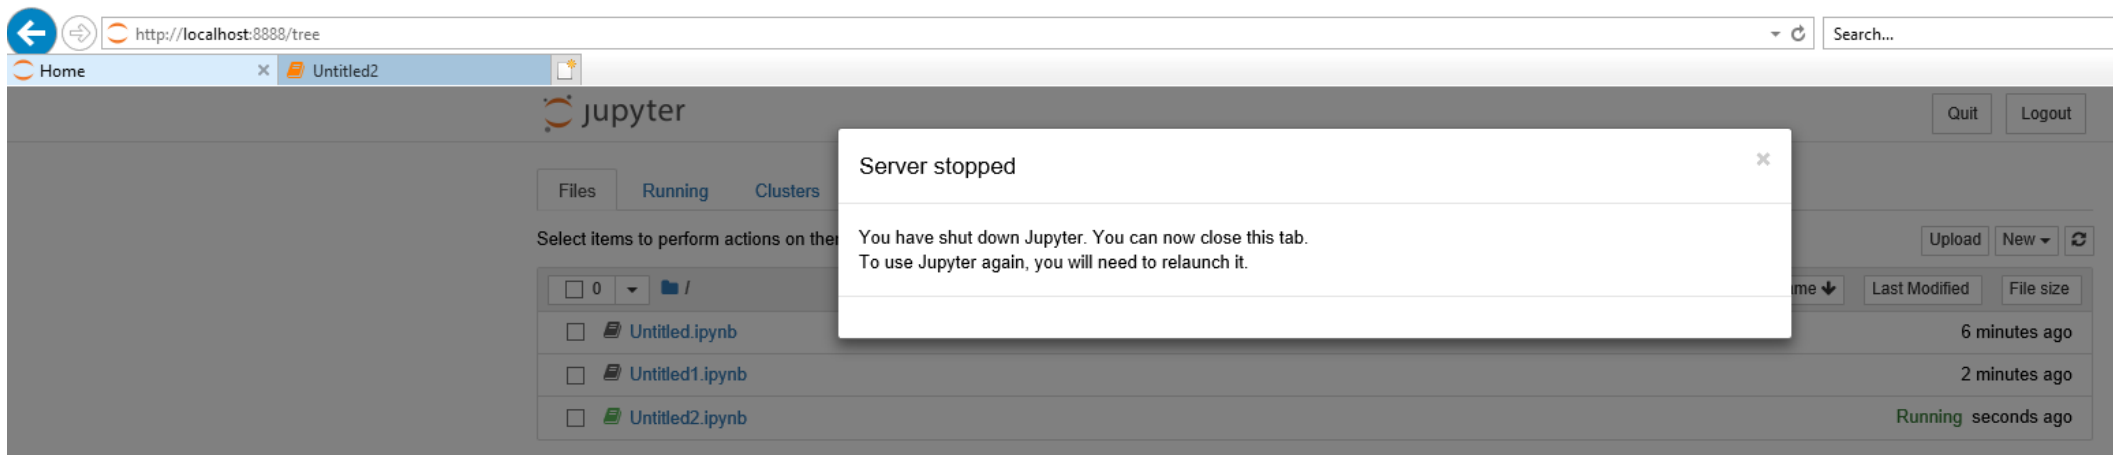 http://localhost:8888/tree
Search...
Home
Untitled2
jupyter
Quit
Logout
Server stopped
Files
Running
Clusters
You have shut down Jupyter. You can now close this tab.
To use Jupyter again, you will need to relaunch it.
Select items to perform actions on
Upload
New
0
/
Last Modified
File size
Untitled.ipynb
6 minutes ago
Untitled1.ipynb
2 minutes ago
Untitled2.ipynb
Running seconds ago